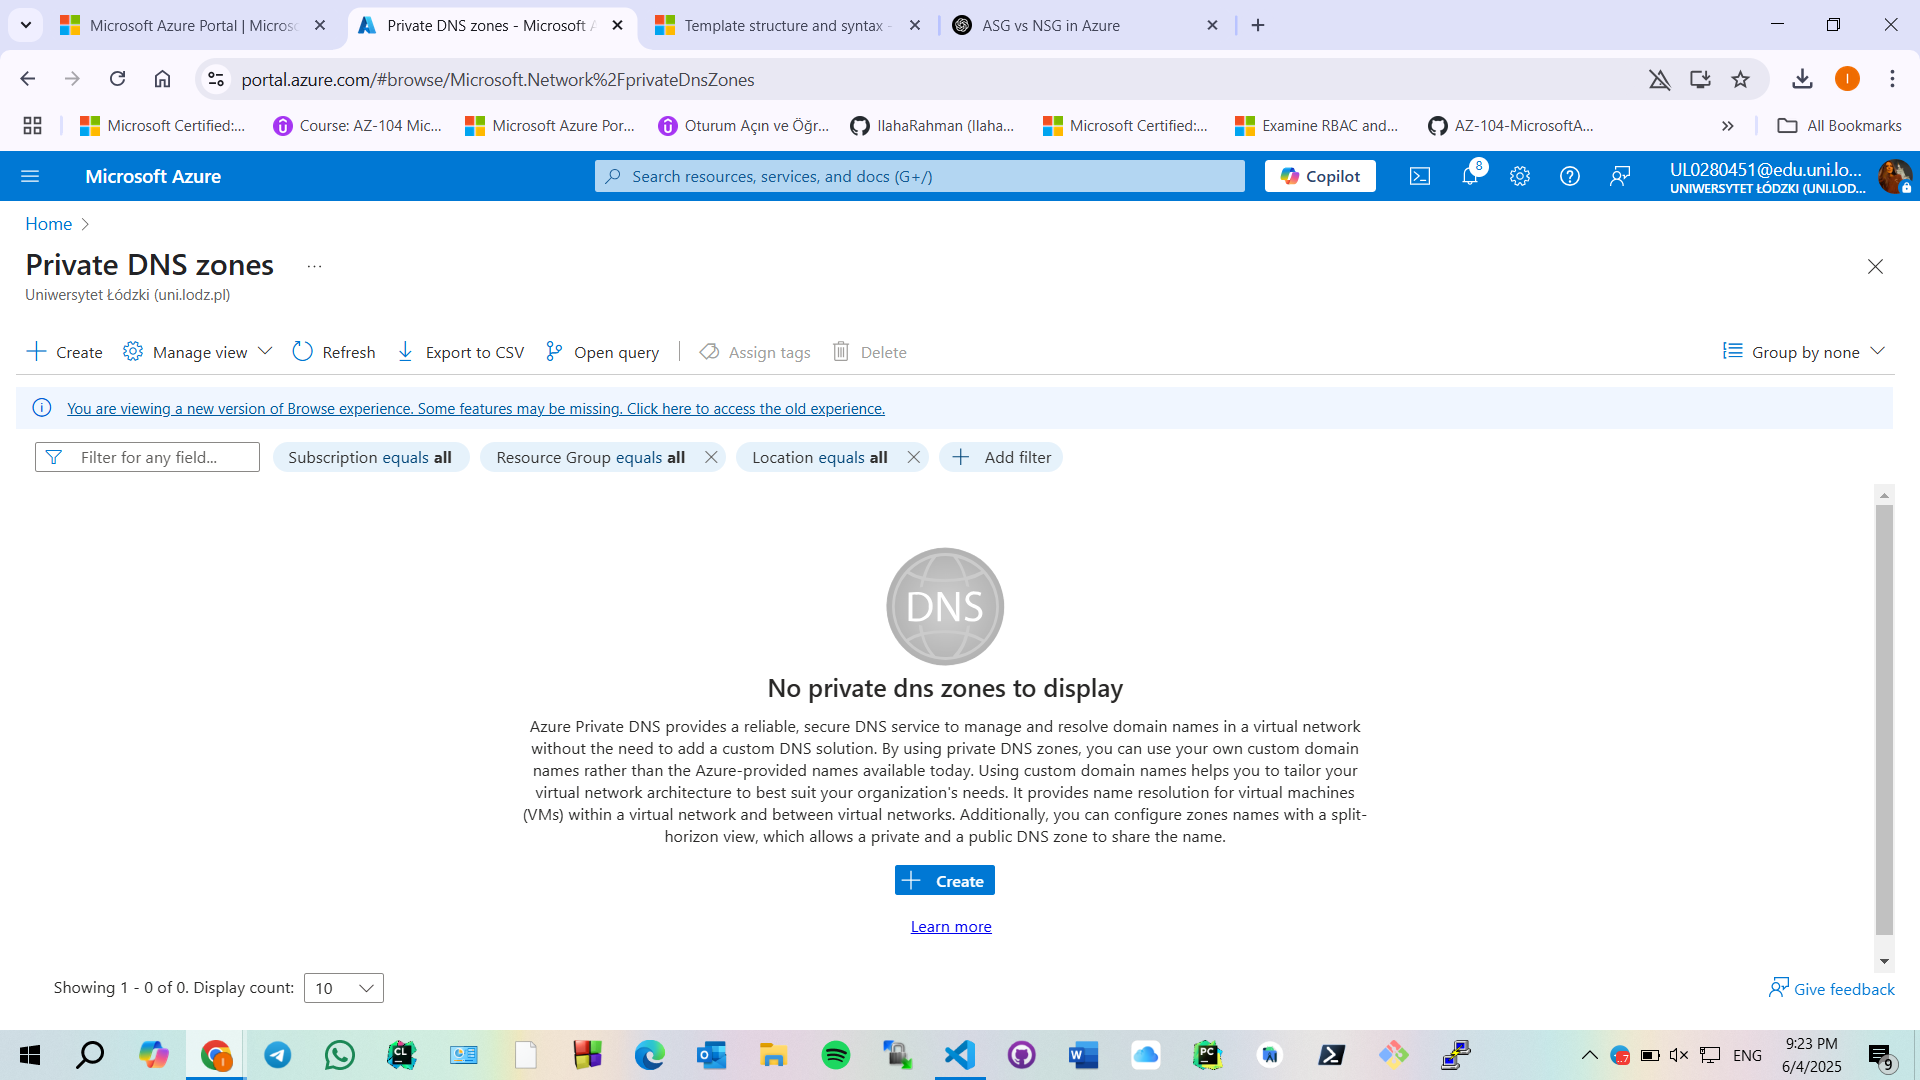 Microsoft Azure Portal | Microsc
Private DNS zones - Microsoft A
Template structure and syntax -
ASG vs NSG in Azure
portal.azure.com/#browse/Microsoft.Network%2FprivateDnsZones
Microsoft Certified:...
Course: AZ-104 Mic...
Microsoft Azure Por...
Oturum Açın ve Öğr...
IlahaRahman (Ilaha...
Microsoft Certified:...
Examine RBAC and...
AZ-104-MicrosoftA...
All Bookmarks
Microsoft Azure
Search resources, services, and docs (G+/)
Copilot
8
UL0280451@edu.uni.lo...
UNIWERSYTET ŁÓDZKI (UNI.LOD...
Home
Private DNS zones
Uniwersytet Łódzki (uni.lodz.pl)
Create
Manage view
Refresh
Export to CSV
Open query
Assign tags
Delete
Group by none
You are viewing a new version of Browse experience. Some features may be missing. Click here to access the old experience.
Filter for any field...
Subscription equals all
Resource Group equals all
Location equals all
Add filter
DNS
No private dns zones to display
Azure Private DNS provides a reliable, secure DNS service to manage and resolve domain names in a virtual network
without the need to add a custom DNS solution. By using private DNS zones, you can use your own custom domain
names rather than the Azure-provided names available today. Using custom domain names helps you to tailor your
virtual network architecture to best suit your organization's needs. It provides name resolution for virtual machines
(VMs) within a virtual network and between virtual networks. Additionally, you can configure zones names with a split-
horizon view, which allows a private and a public DNS zone to share the name.
Create
Learn more
Showing 1 - 0 of 0. Display count:
10
Give feedback
ENG
9:23 PM
6/4/2025
9